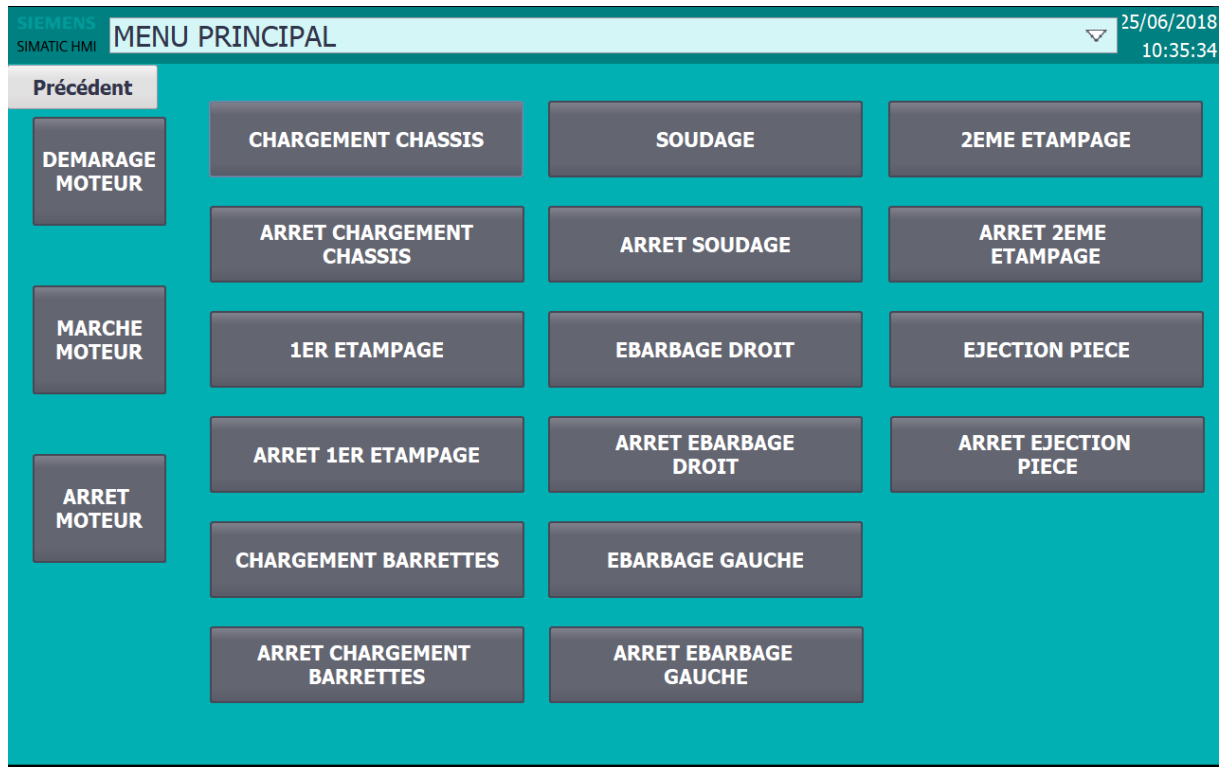 SIEMENS
SIMATIC HMI
MENU PRINCIPAL
25/06/2018
10:35:34
Précédent
DEMARAGE
MOTEUR
MARCHE
MOTEUR
ARRET
MOTEUR
CHARGEMENT CHASSIS
ARRET CHARGEMENT
CHASSIS
1ER ETAMPAGE
ARRET 1ER ETAMPAGE
CHARGEMENT BARRETTES
ARRET CHARGEMENT
BARRETTES
SOUDAGE
ARRET SOUDAGE
EBARBAGE DROIT
ARRET EBARBAGE
DROIT
EBARBAGE GAUCHE
ARRET EBARBAGE
GAUCHE
2EME ETAMPAGE
ARRET 2EME
ETAMPAGE
EJECTION PIECE
ARRET EJECTION
PIECE